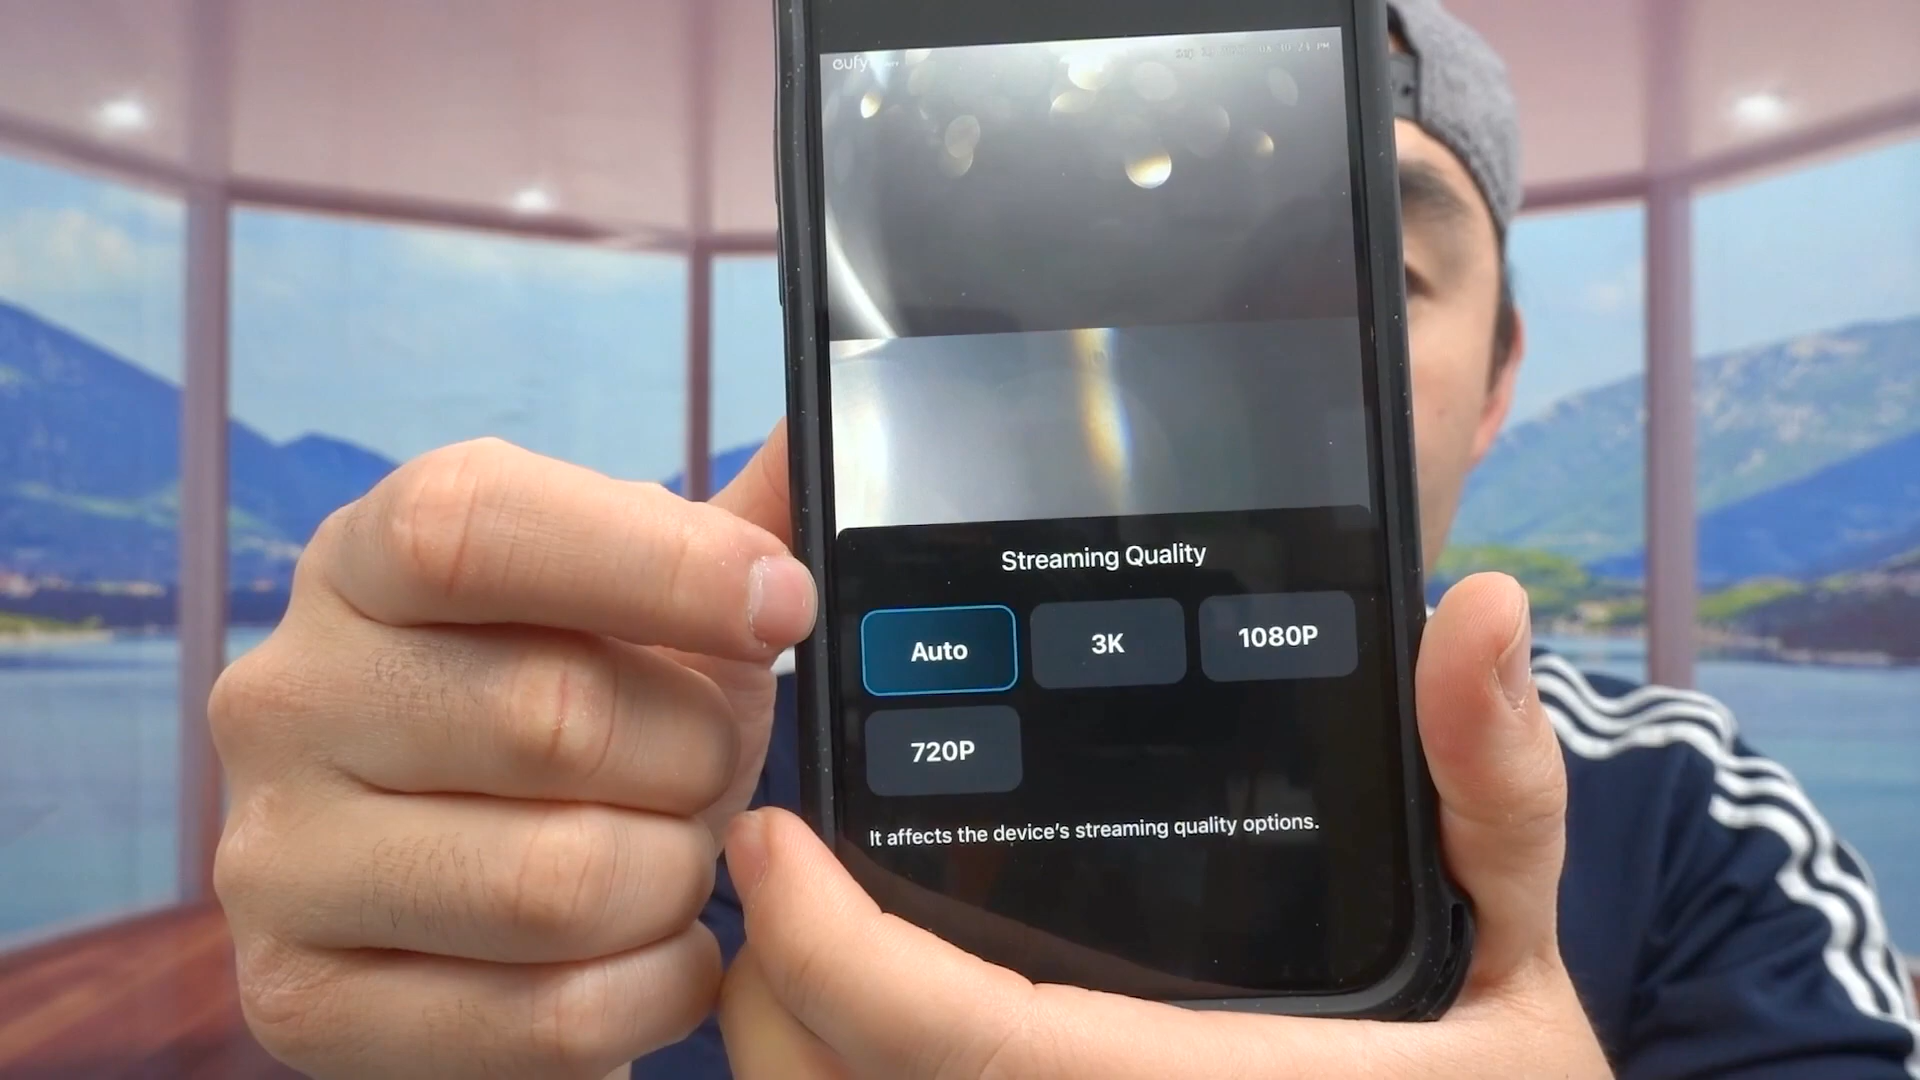 eufy
Streaming Quality
Auto
3K
1080P
720P
It affects the device's streaming quality options.